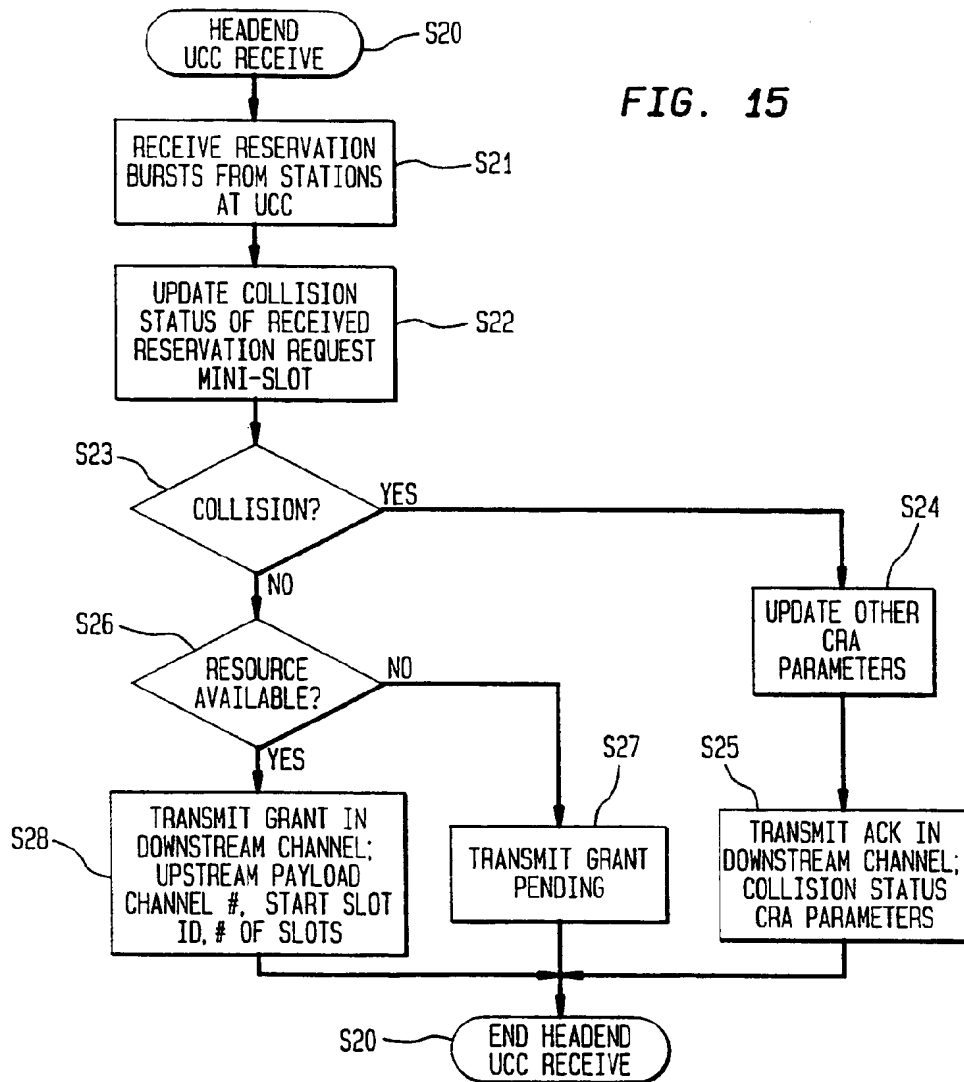 HEADEND
UCC RECEIVE
S20
FIG. 15
RECEIVE RESERVATION
BURSTS FROM STATIONS
AT UCC
S21
UPDATE COLLISION
STATUS OF RECEIVED
RESERVATION REQUEST
MINI-SLOT
S22
S23
COLLISION?
YES
NO
S24
UPDATE OTHER
CRA
PARAMETERS
S26
RESOURCE
AVAILABLE?
NO
YES
S28
TRANSMIT GRANT IN
DOWNSTREAM CHANNEL;
UPSTREAM PAYLOAD
CHANNEL #, START SLOT
ID, # OF SLOTS
S27
TRANSMIT GRANT
PENDING
S25
TRANSMIT ACK IN
DOWNSTREAM CHANNEL;
COLLISION STATUS
CRA PARAMETERS
S20
END HEADEND
UCC RECEIVE